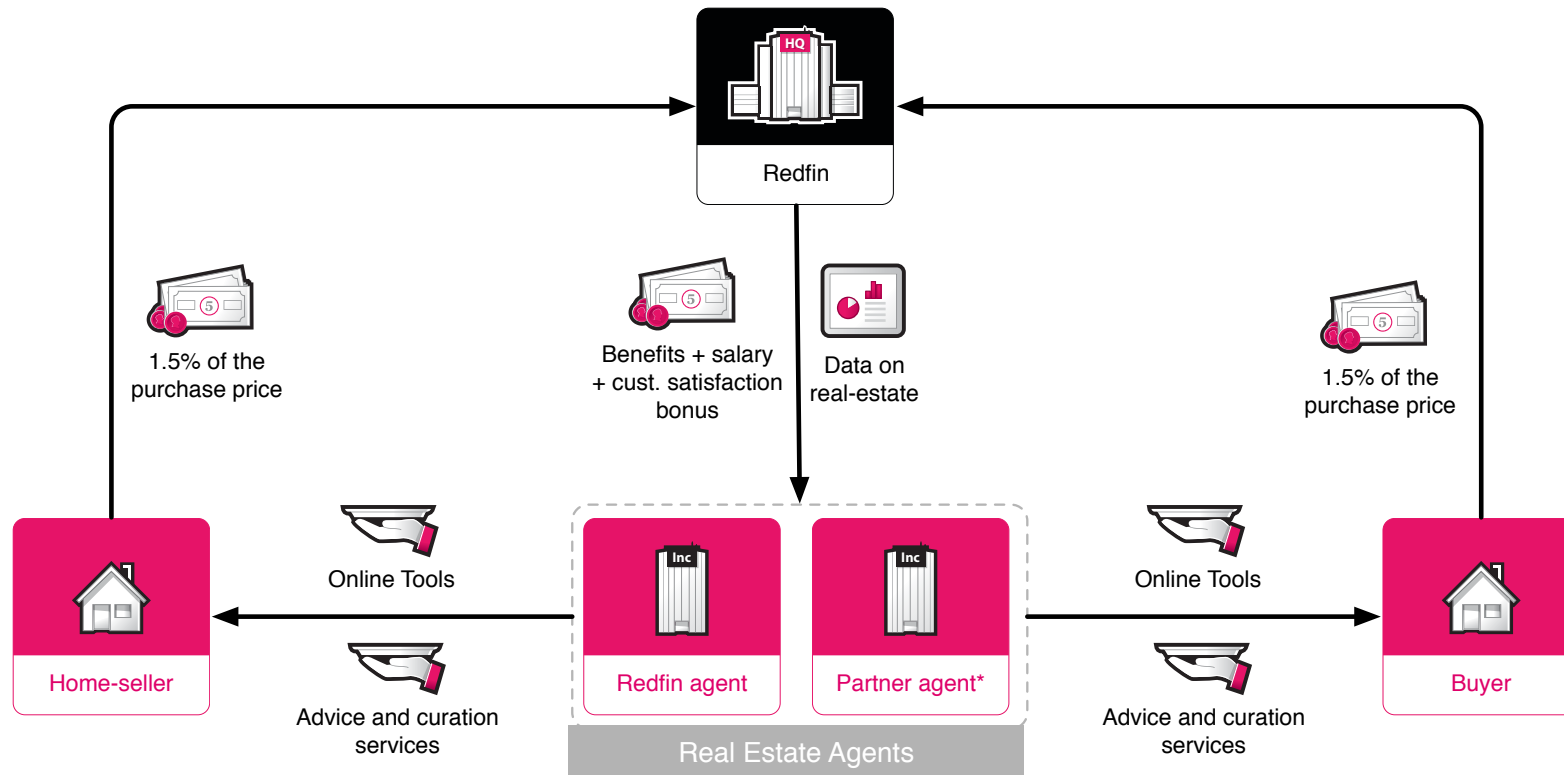 HQ
Redfin
5
1.5% of the
purchase price
5
Benefits + salary
+ cust. satisfaction
bonus
Data on
real-estate
5
1.5% of the
purchase price
Home-seller
Online Tools
Advice and curation
services
Inc
Redfin agent
Inc
Partner agent*
Real Estate Agents
Online Tools
Advice and curation
services
Buyer